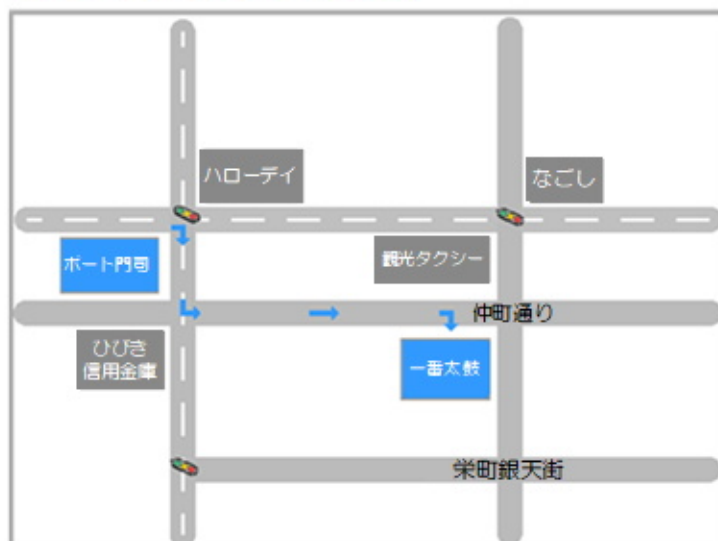 ハローデイ
なごし
ポート門司
観光タクシー
仲町通り
ひびき
信用金庫
一番太鼓
栄町銀天街